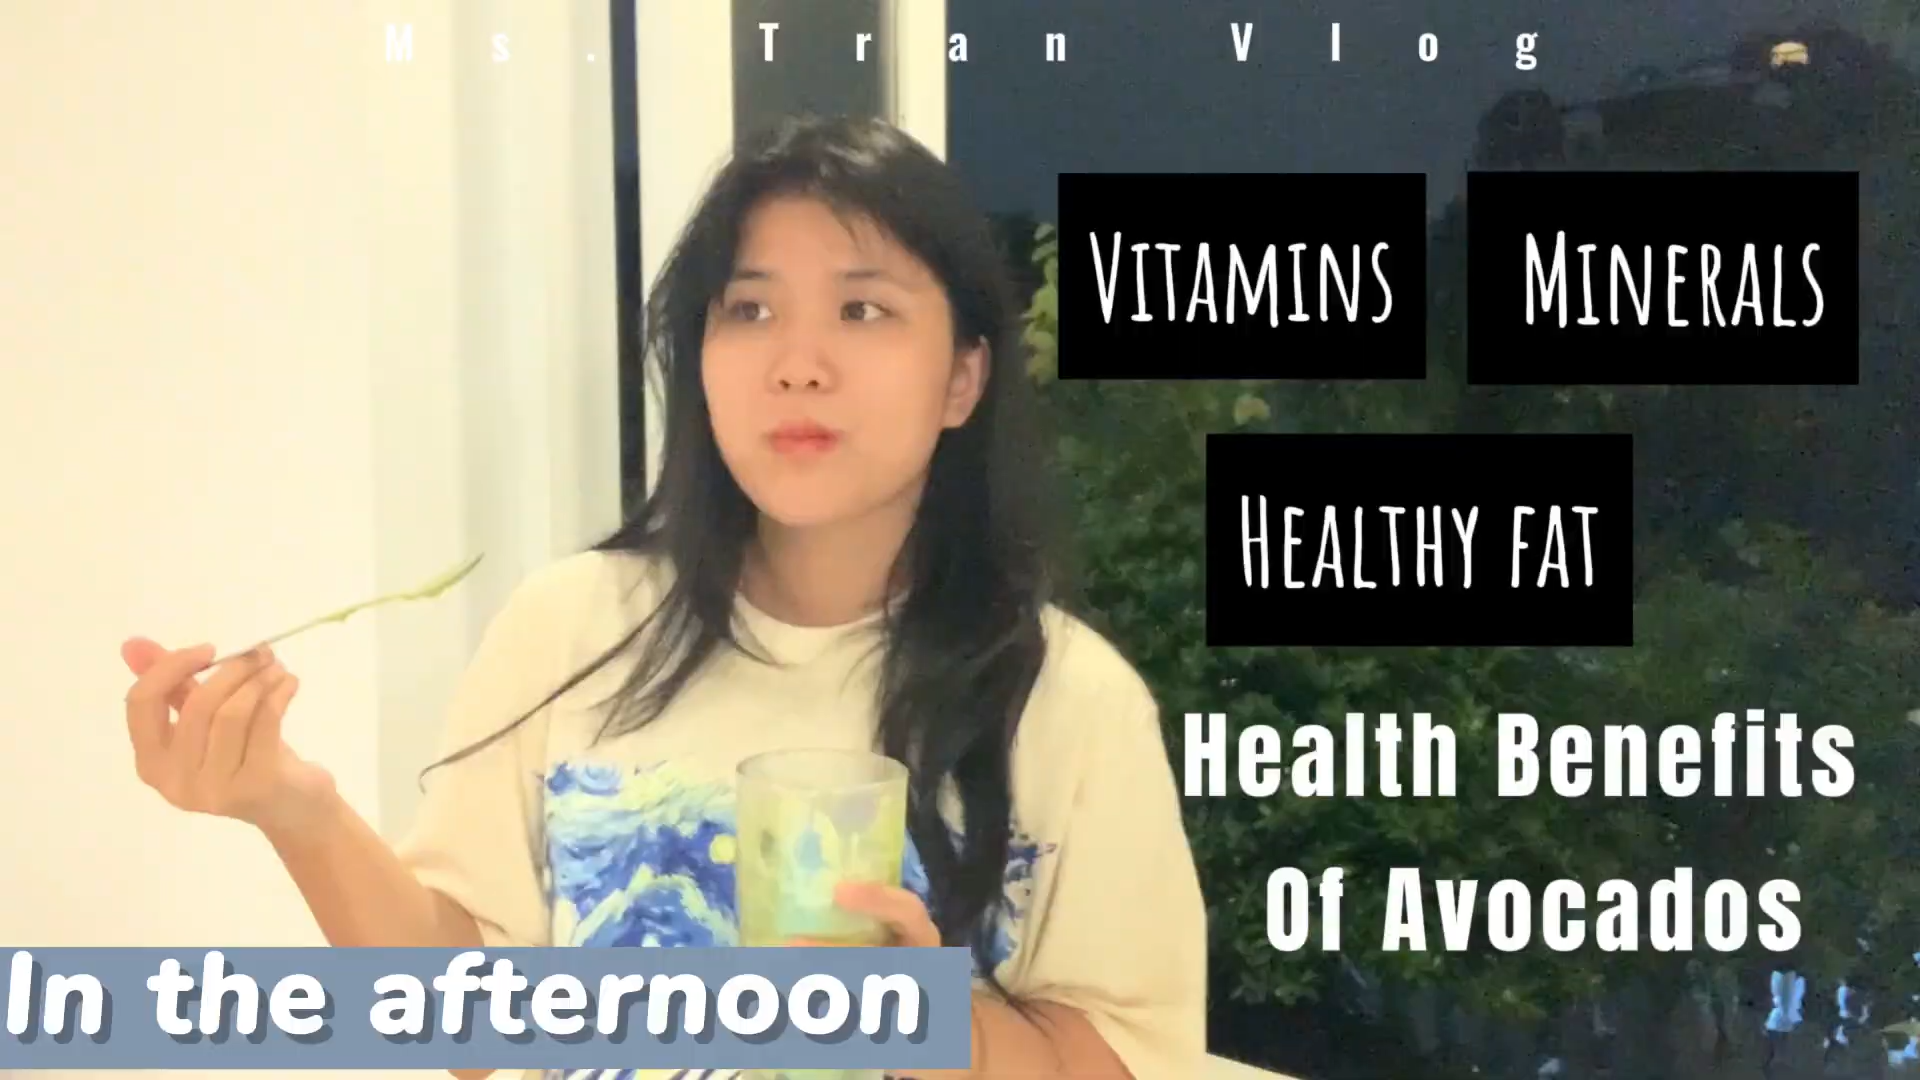 Ms. Tran Vlog
Vitamins
Minerals
Healthy fat
Health Benefits
Of Avocados
In the afternoon